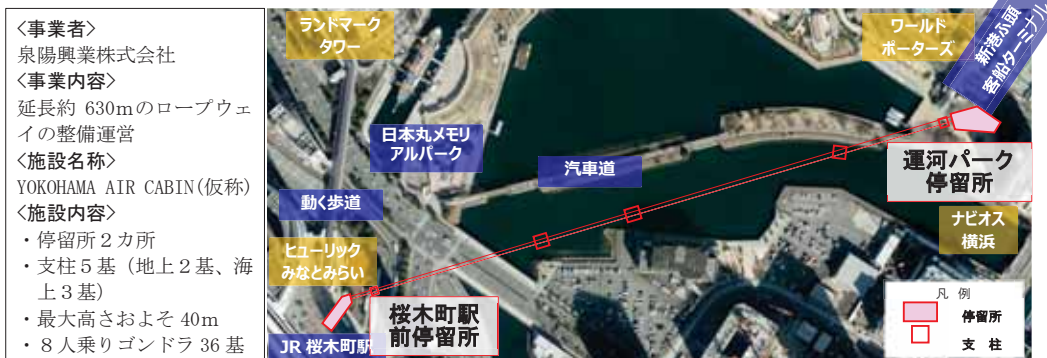 <事業者>
泉陽興業株式会社
<事業内容>
延長約 630mのロープウェ
イの整備運営
<施設名称>
YOKOHAMA AIR CABIN(仮称)
<施設内容>
・停留所２カ所
・支柱５基（地上２基、海
上３基）
・最大高さおよそ 40m
・８人乗りゴンドラ 36 基
ランドマーク
タワー
ワールド
ポーターズ
新港ふ頭
客船ターミナル
日本丸メモリ
アルパーク
汽車道
運河パーク
停留所
動く歩道
ナビオス
横浜
ヒューリック
みなとみらい
桜木町駅
前停留所
JR 桜木町駅
凡 例
停留所
支 柱